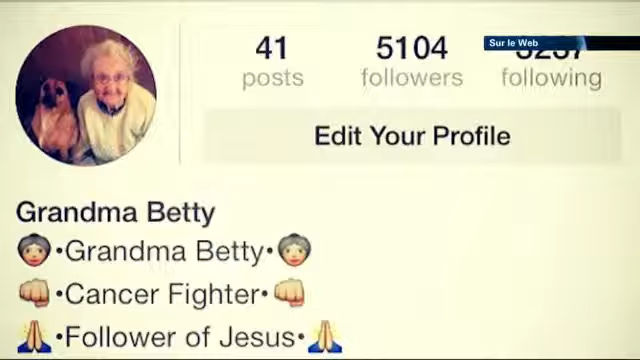 Sur le Web
41 5104
posts followers following
Edit Your Profile
Grandma Betty
•Grandma Betty•
•Cancer Fighter•
•Follower of Jesus•